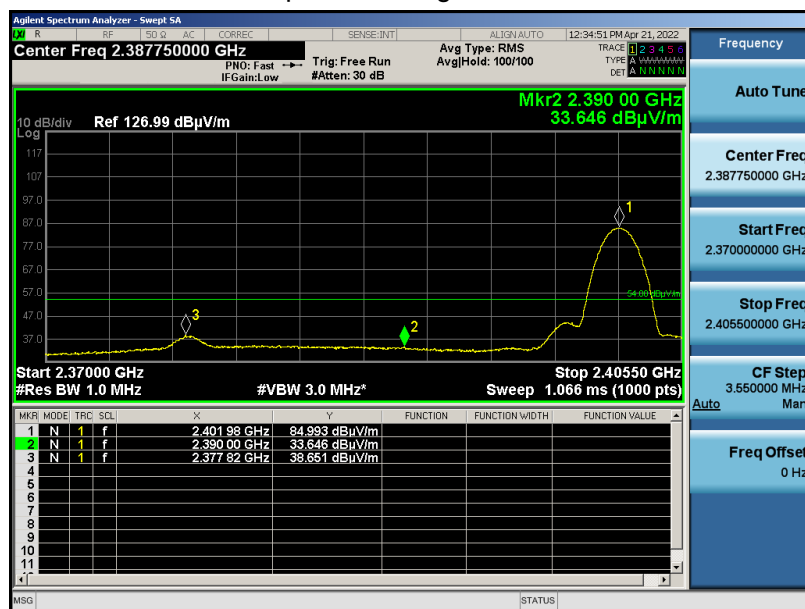 Agilent Spectrum Analyzer - Swept SA
LXI R RF 50 Ω AC CORREC SENSE:INT ALIGN AUTO 12:34:51 PM Apr 21, 2022
Center Freq 2.387750000 GHz Avg Type: RMS TRACE 1 2 3 4 5 6
PNO: Fast Trig: Free Run Avg|Hold: 100/100 TYPE A
IFGain:Low #Atten: 30 dB DET A N N N N N
Mkr2 2.390 00 GHz
10 dB/div Ref 126.99 dBµV/m 33.646 dBµV/m
Log
117
107
97.0
1
87.0
77.0
67.0
57.0 54.00 dBµV/m
47.0 3
2
37.0
Start 2.37000 GHz Stop 2.40550 GHz
#Res BW 1.0 MHz #VBW 3.0 MHz* Sweep 1.066 ms (1000 pts)
MKR MODE TRC SCL X Y FUNCTION FUNCTION WIDTH FUNCTION VALUE
1 N 1 f 2.401 98 GHz 84.993 dBµV/m
2 N 1 f 2.390 00 GHz 33.646 dBµV/m
3 N 1 f 2.377 82 GHz 38.651 dBµV/m
4
5
6
7
8
9
10
11
MSG STATUS
Frequency
Auto Tune
Center Freq
2.387750000 GHz
Start Freq
2.370000000 GHz
Stop Freq
2.405500000 GHz
CF Step
3.550000 MHz
Auto Man
Freq Offset
0 Hz